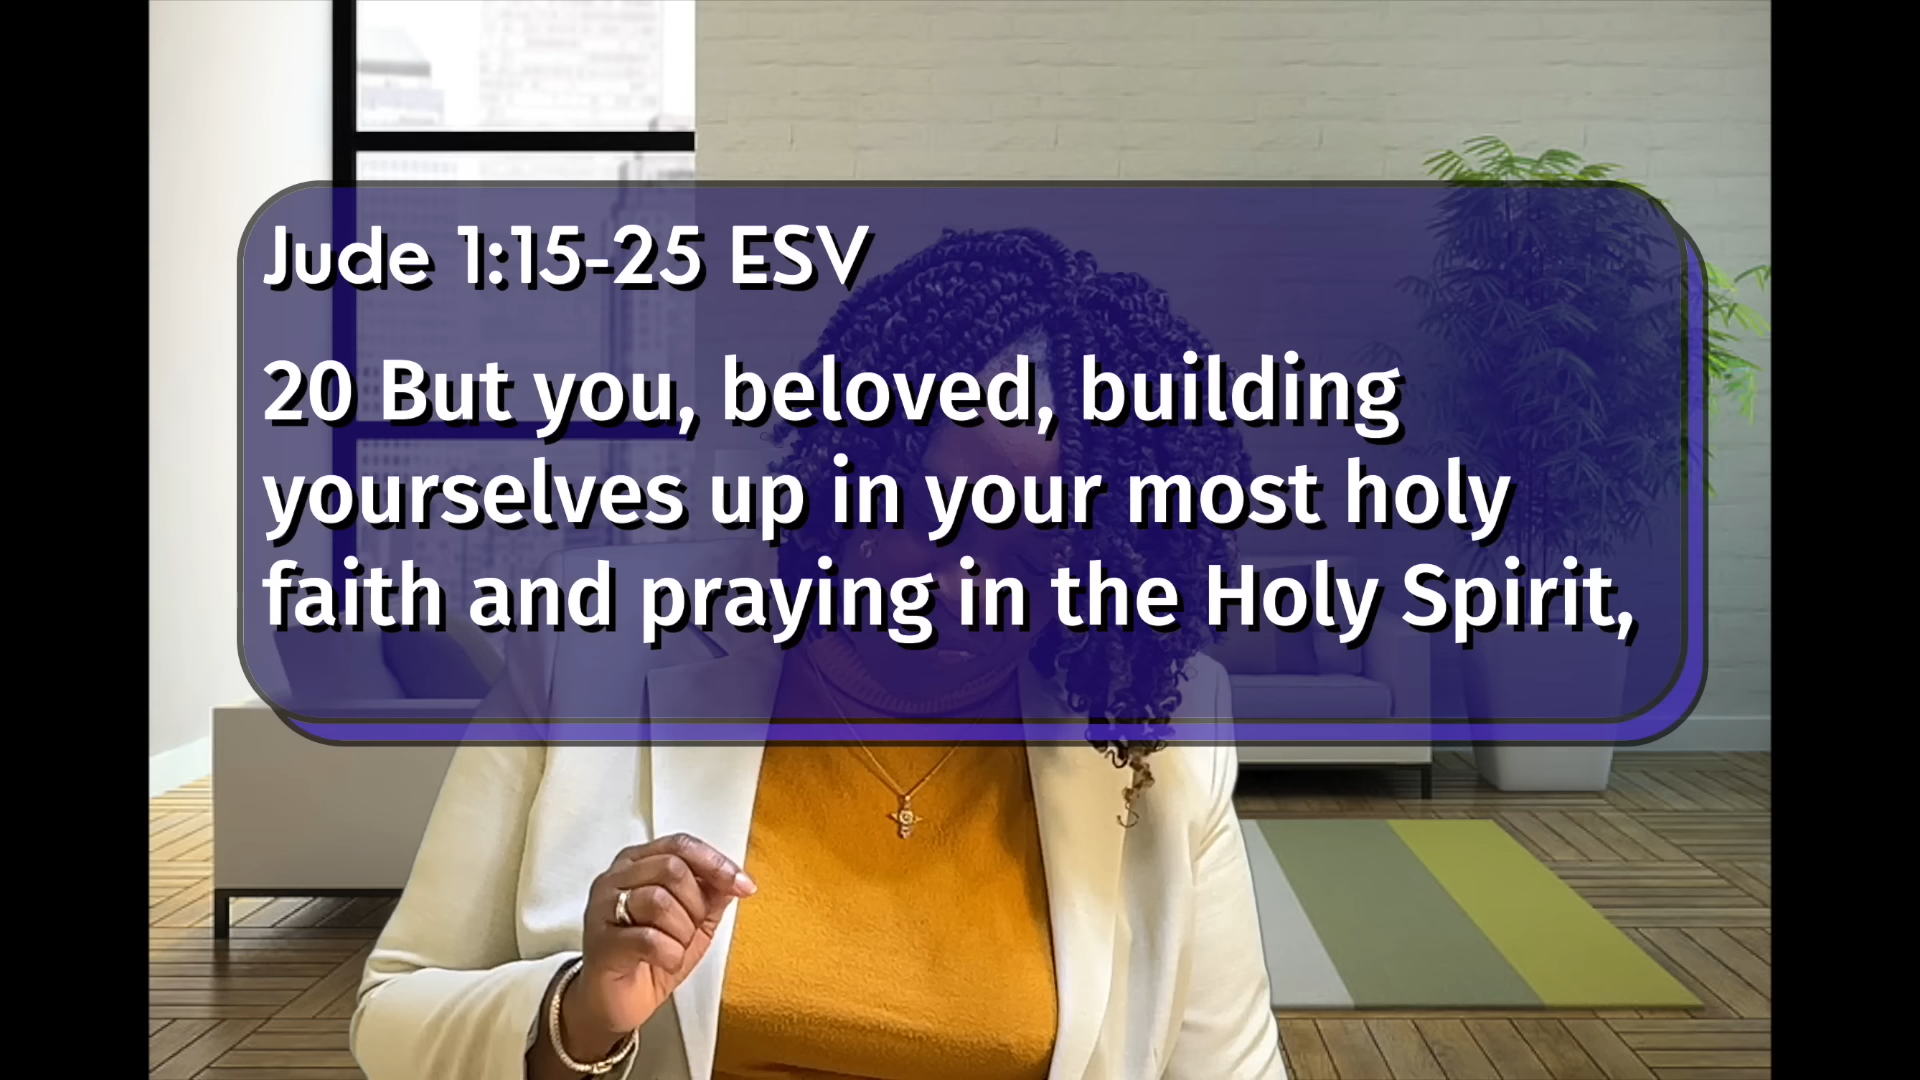 Jude 1:15-25 ESV
20 But you, beloved, building
yourselves up in your most holy
faith and praying in the Holy Spirit,